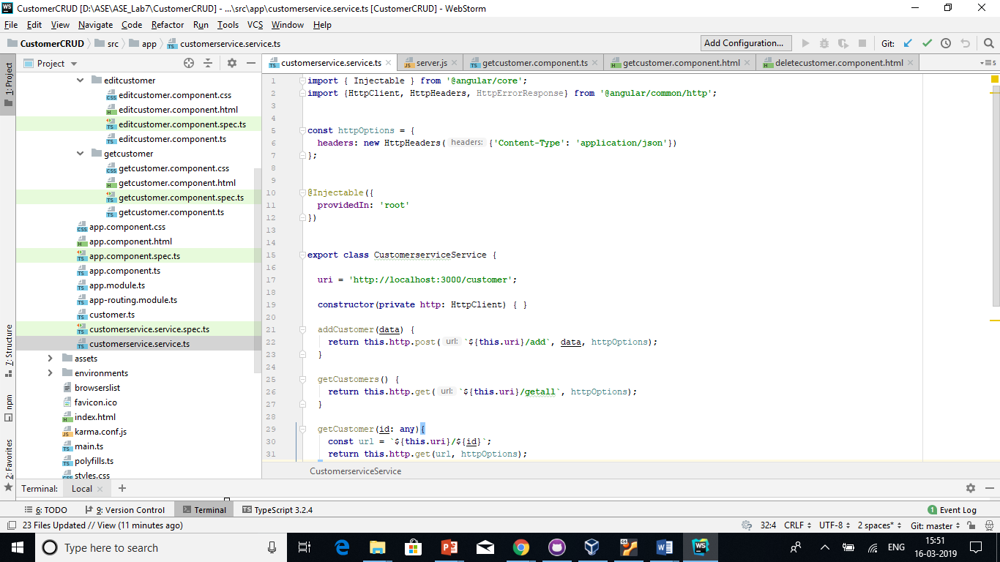 CustomerCRUD [D:\ASE\ASE_Lab7\CustomerCRUD] - ...\src\app\customerservice.service.ts [CustomerCRUD] - WebStorm
File Edit View Navigate Code Refactor Run Tools VCS Window Help
CustomerCRUD src app customerservice.service.ts Add Configuration... Git:
1: Project
7: Structure
npm
2: Favorites
Project
editcustomer
editcustomer.component.css
editcustomer.component.html
editcustomer.component.spec.ts
editcustomer.component.ts
getcustomer
getcustomer.component.css
getcustomer.component.html
getcustomer.component.spec.ts
getcustomer.component.ts
app.component.css
app.component.html
app.component.spec.ts
app.component.ts
app.module.ts
app-routing.module.ts
customer.ts
customerservice.service.spec.ts
customerservice.service.ts
assets
environments
browserslist
favicon.ico
index.html
karma.conf.js
main.ts
polyfills.ts
styles.css
customerservice.service.ts server.js getcustomer.component.ts getcustomer.component.html deletecustomer.component.html 5
1 import { Injectable } from '@angular/core';
2 import {HttpClient, HttpHeaders, HttpErrorResponse} from '@angular/common/http';
3
4
5 const httpOptions = {
6 headers: new HttpHeaders( headers: {'Content-Type': 'application/json'})
7 };
8
9
10 @Injectable({
11 providedIn: 'root'
12 })
13
14
15 export class CustomerserviceService {
16
17 uri = 'http://localhost:3000/customer';
18
19 constructor(private http: HttpClient) { }
20
21 addCustomer(data) {
22 return this.http.post( url: `${this.uri}/add`, data, httpOptions);
23 }
24
25 getCustomers() {
26 return this.http.get( url: `${this.uri}/getall`, httpOptions);
27 }
28
29 getCustomer(id: any){
30 const url = `${this.uri}/${id}`;
31 return this.http.get(url, httpOptions);
CustomerserviceService
Terminal: Local
6: TODO 9: Version Control Terminal TypeScript 3.2.4 1 Event Log
23 Files Updated // View (11 minutes ago) 32:4 CRLF UTF-8 2 spaces* Git: master
Type here to search
ENG
15:51
16-03-2019